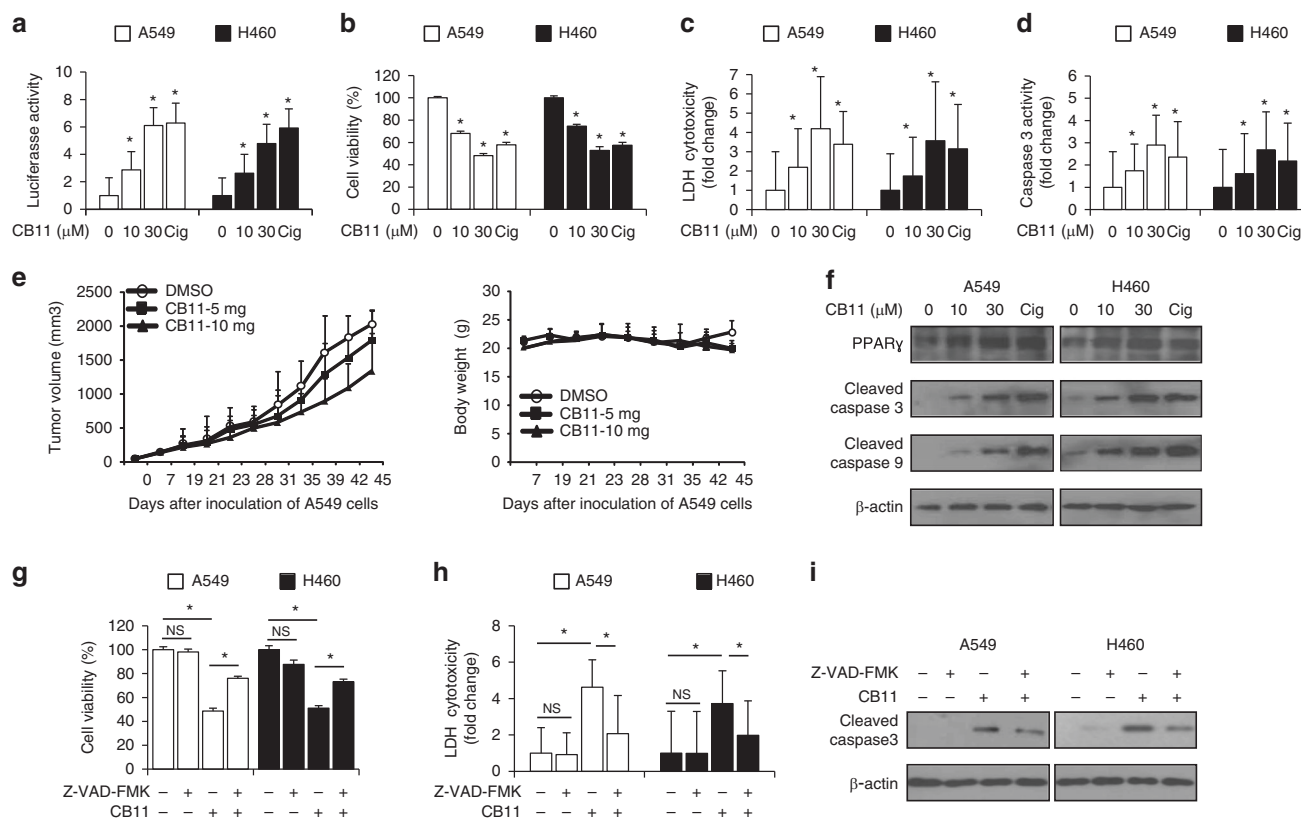 a
A549 H460
Luciferase activity
10
8
6
4
2
0
* * * * * *
CB11 (μM) 0 10 30 Cig 0 10 30 Cig
b
A549 H460
Cell viability (%)
120
100
80
60
40
20
0
* * * * * *
CB11 (μM) 0 10 30 Cig 0 10 30 Cig
c
A549 H460
LDH cytotoxicity
(fold change)
8
7
6
5
4
3
2
1
0
* * * * * *
CB11 (μM) 0 10 30 Cig 0 10 30 Cig
d
A549 H460
Caspase 3 activity
(fold change)
6
5
4
3
2
1
0
* * * * * *
CB11 (μM) 0 10 30 Cig 0 10 30 Cig
e
Tumor volume (mm3)
2500
2000
1500
1000
500
0
DMSO
CB11-5 mg
CB11-10 mg
0 7 19 21 23 26 28 31 35 39 42 45
Days after inoculation of A549 cells
Body weight (g)
30
25
20
15
10
5
0
DMSO
CB11-5 mg
CB11-10 mg
7 19 21 23 26 28 31 35 42 45
Days after inoculation of A549 cells
f
A549 H460
CB11 (μM) 0 10 30 Cig 0 10 30 Cig
PPARɣ
Cleaved
caspase 3
Cleaved
caspase 9
β-actin
g
A549 H460
Cell viability (%)
120
100
80
60
40
20
0
* *
NS NS
* *
Z-VAD-FMK – + – + – + – +
CB11 – – + + – – + +
h
A549 H460
LDH cytotoxicity
(fold change)
8
6
4
2
0
* * * *
NS NS
Z-VAD-FMK – + – + – + – +
CB11 – – + + – – + +
i
A549 H460
Z-VAD-FMK – + – + – + – +
CB11 – – + + – – + +
Cleaved
caspase3
β-actin